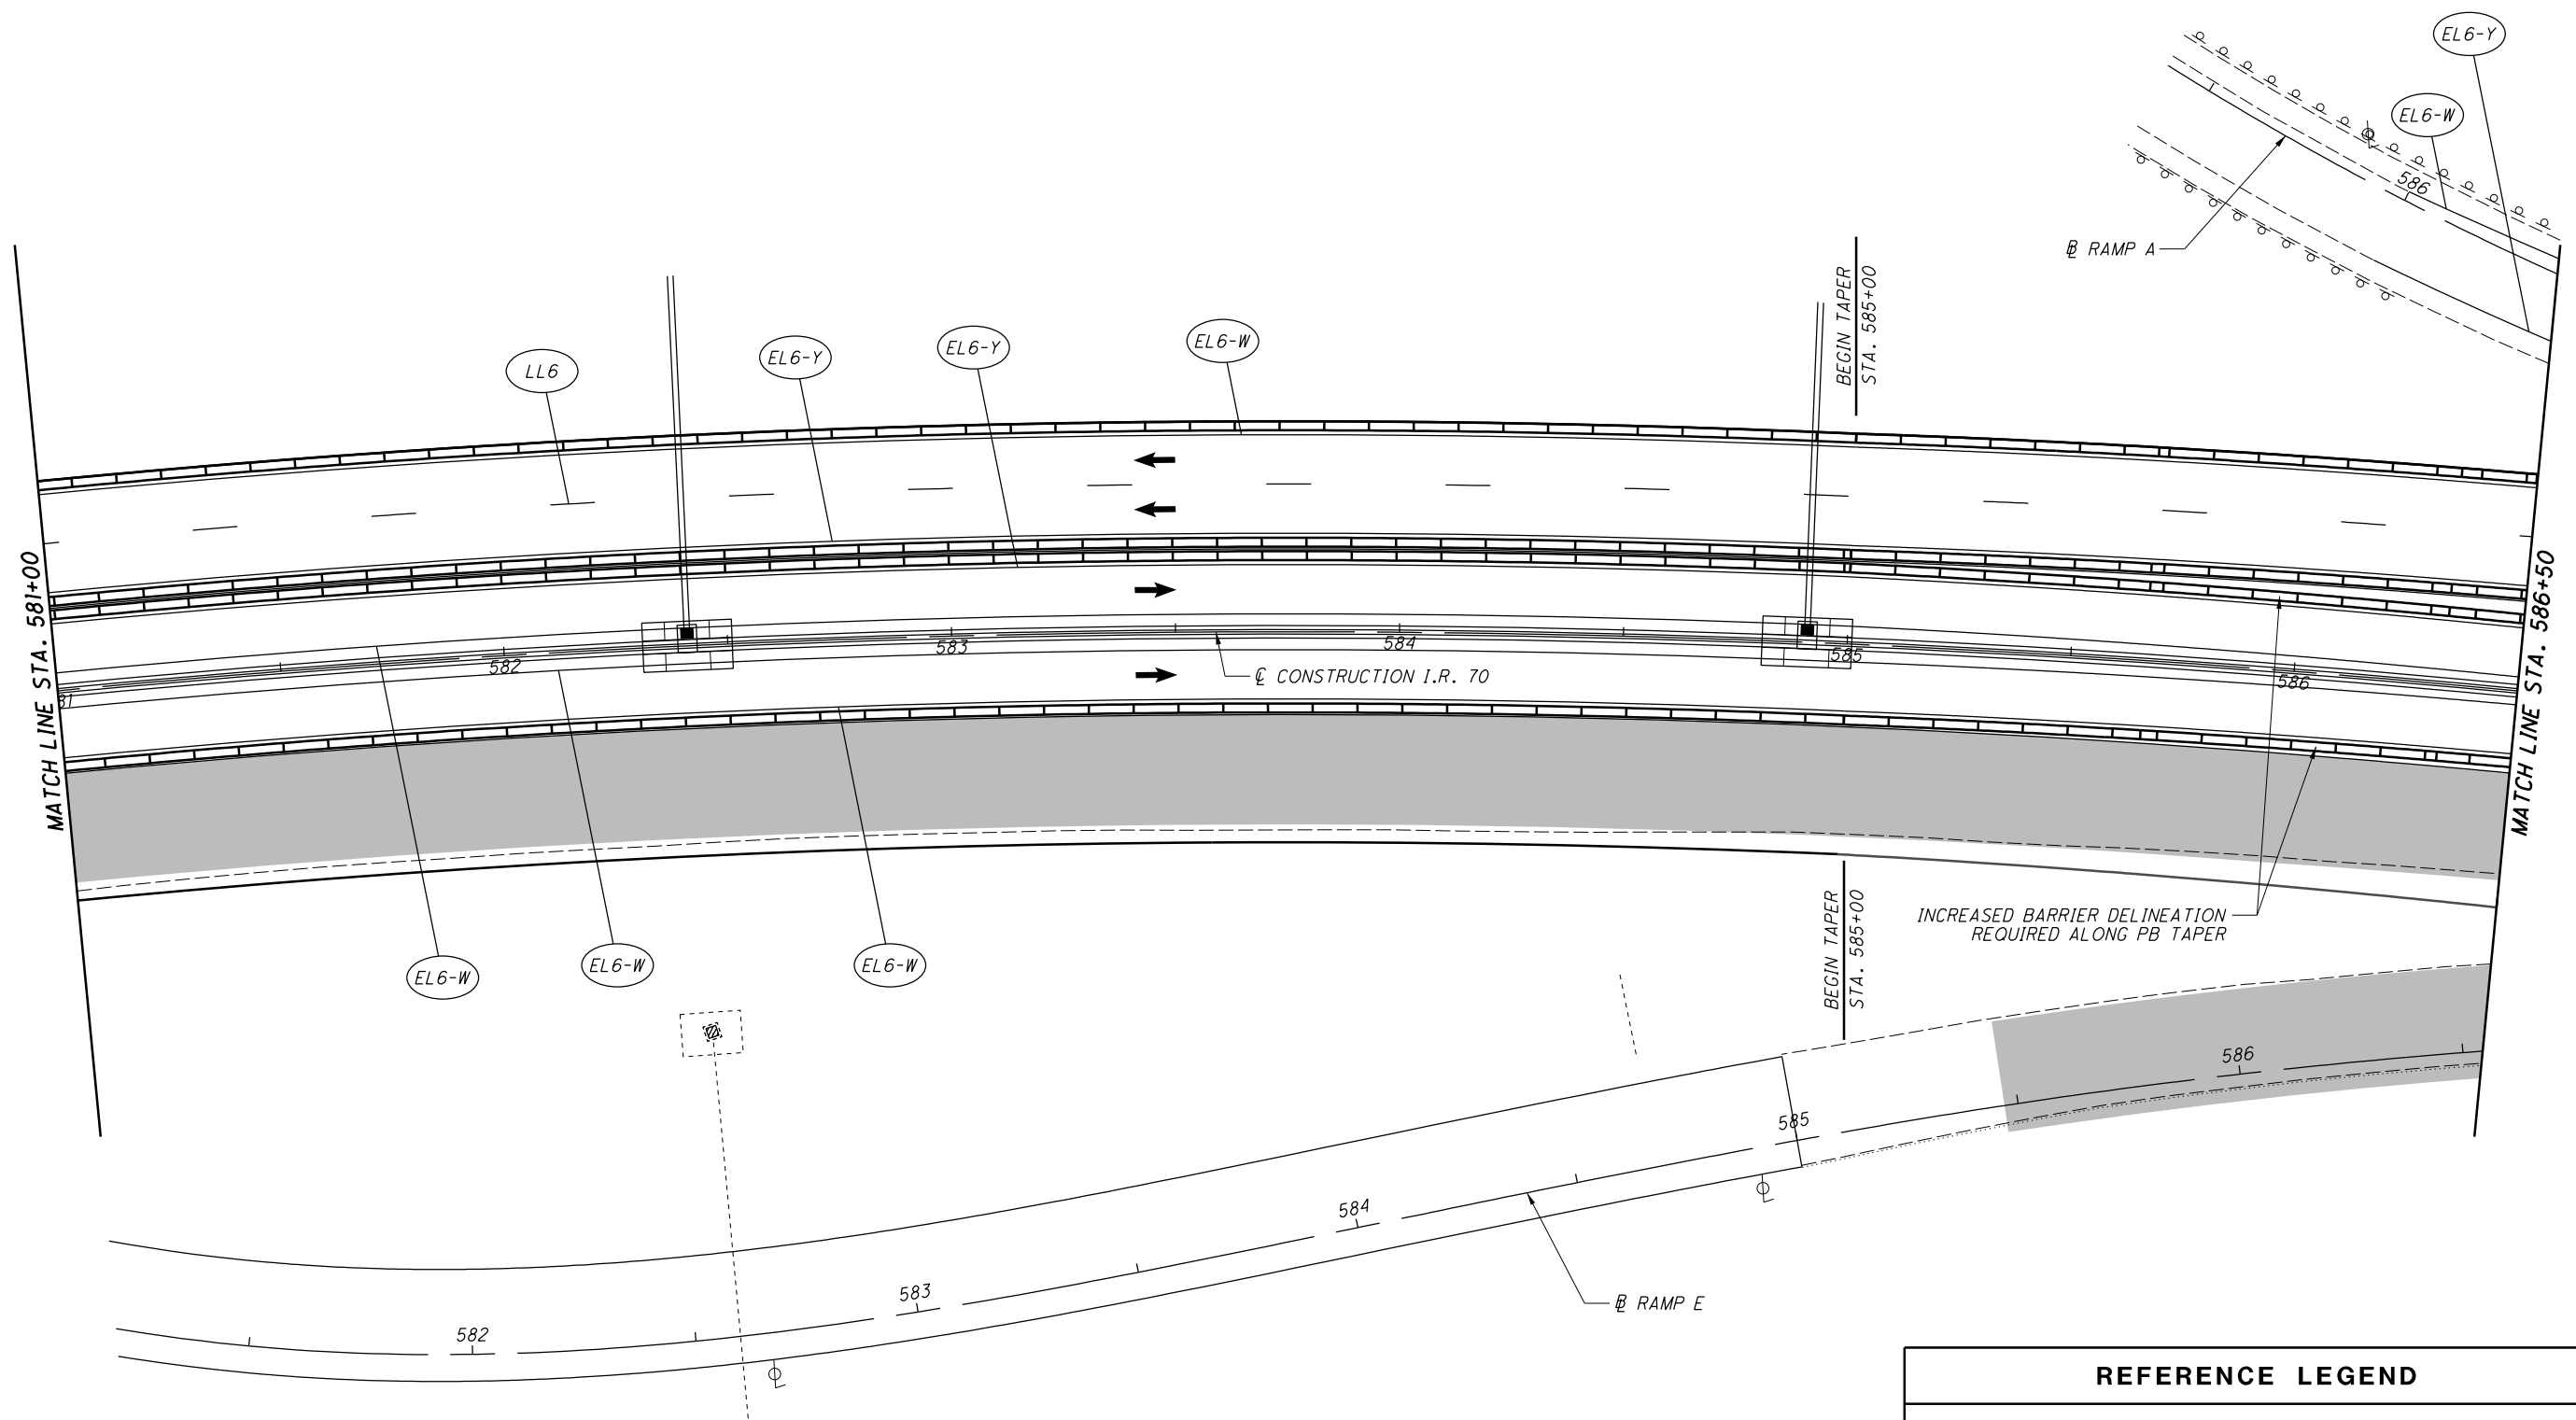 EL6-Y
EL6-W
586
℄ RAMP A
BEGIN TAPER
STA. 585+00
LL6
EL6-Y
EL6-Y
EL6-W
MATCH LINE STA. 581+00
MATCH LINE STA. 586+50
582
583
584
585
586
℄ CONSTRUCTION I.R. 70
INCREASED BARRIER DELINEATION
REQUIRED ALONG PB TAPER
EL6-W
EL6-W
EL6-W
BEGIN TAPER
STA. 585+00
582
583
584
585
586
℄ RAMP E
REFERENCE LEGEND